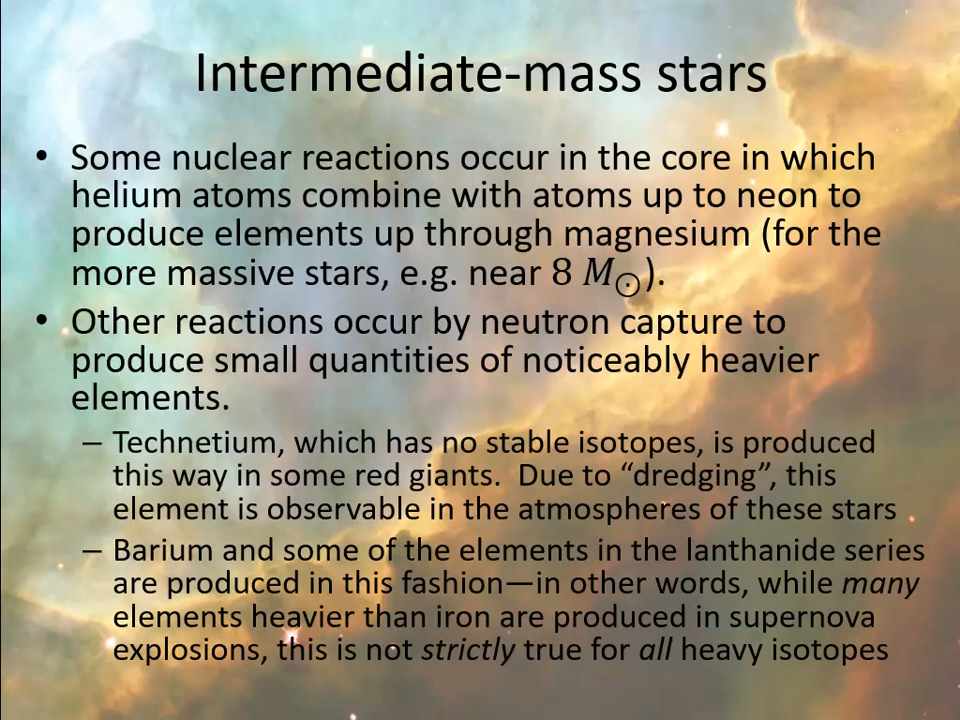 Intermediate-mass stars
• Some nuclear reactions occur in the core in which
helium atoms combine with atoms up to neon to
produce elements up through magnesium (for the
more massive stars, e.g. near 8 M☉).
• Other reactions occur by neutron capture to
produce small quantities of noticeably heavier
elements.
– Technetium, which has no stable isotopes, is produced
this way in some red giants.  Due to “dredging”, this
element is observable in the atmospheres of these stars
– Barium and some of the elements in the lanthanide series
are produced in this fashion—in other words, while many
elements heavier than iron are produced in supernova
explosions, this is not strictly true for all heavy isotopes